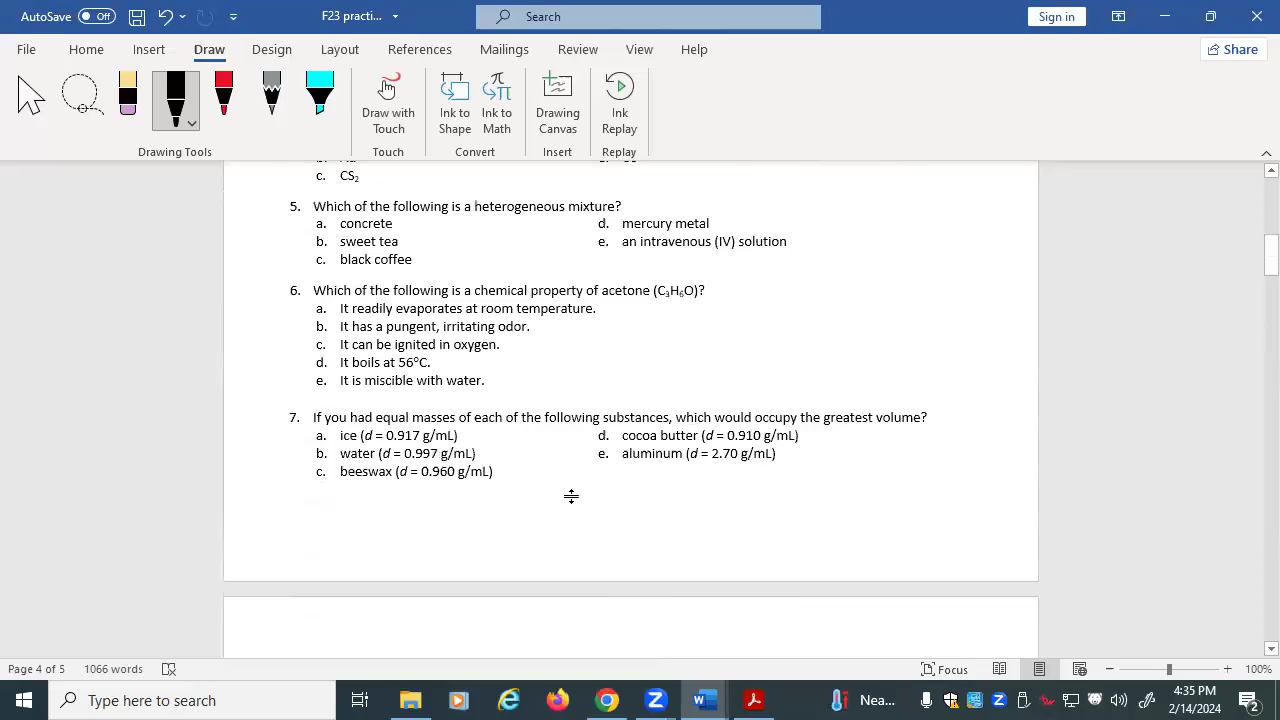 AutoSave Off F23 practi... Search Sign in
File Home Insert Draw Design Layout References Mailings Review View Help Share
Draw with Touch Ink to Shape Ink to Math Drawing Canvas Ink Replay
Drawing Tools Touch Convert Insert Replay
c. CS₂
5. Which of the following is a heterogeneous mixture?
a. concrete d. mercury metal
b. sweet tea e. an intravenous (IV) solution
c. black coffee
6. Which of the following is a chemical property of acetone (C₃H₆O)?
a. It readily evaporates at room temperature.
b. It has a pungent, irritating odor.
c. It can be ignited in oxygen.
d. It boils at 56°C.
e. It is miscible with water.
7. If you had equal masses of each of the following substances, which would occupy the greatest volume?
a. ice (d = 0.917 g/mL) d. cocoa butter (d = 0.910 g/mL)
b. water (d = 0.997 g/mL) e. aluminum (d = 2.70 g/mL)
c. beeswax (d = 0.960 g/mL)
Page 4 of 5 1066 words Focus 100%
Type here to search Nea... 4:35 PM
2/14/2024 2